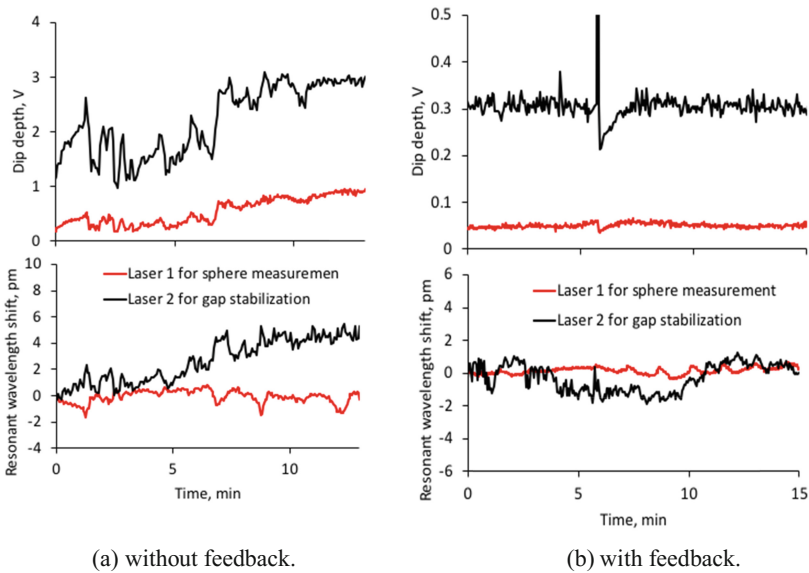 4
3
2
1
0
Dip depth, V
10
8
6
4
2
0
-2
-4
Resonant wavelength shift, pm
Laser 1 for sphere measuremen
Laser 2 for gap stabilization
0
5
10
Time, min
(a) without feedback.
0.5
0.4
0.3
0.2
0.1
0
Dip depth, V
6
4
2
0
-2
-4
-6
Resonant wavelength shift, pm
Laser 1 for sphere measurement
Laser 2 for gap stabilization
0
5
10
15
Time, min
(b) with feedback.